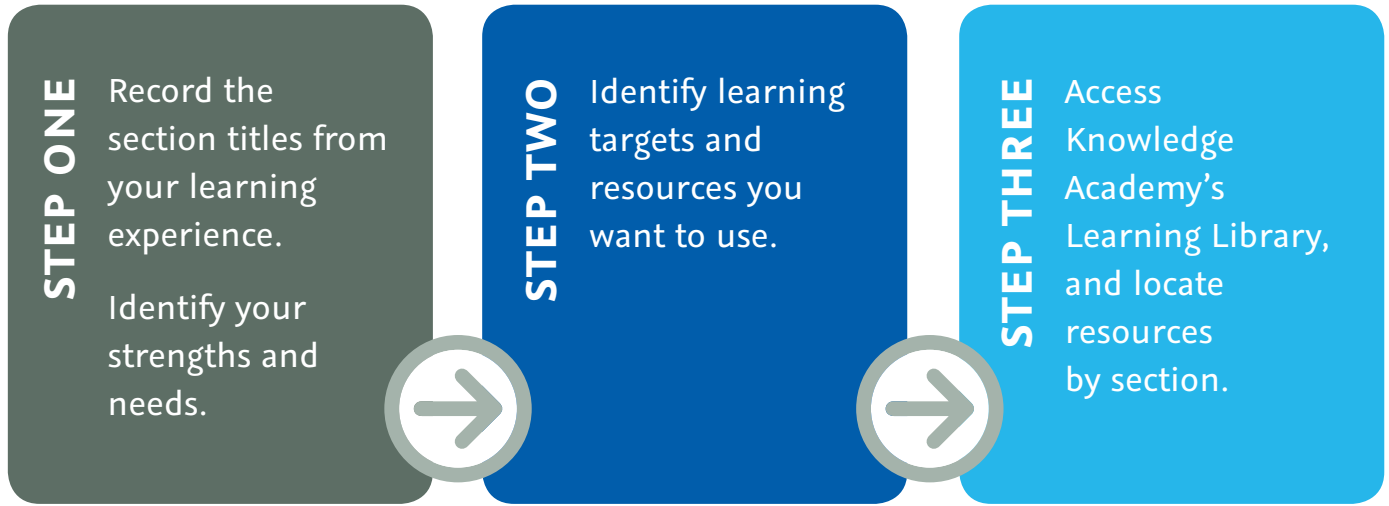 STEP ONE
Record the
section titles from
your learning
experience.
Identify your
strengths and
needs.
STEP TWO
Identify learning
targets and
resources you
want to use.
STEP THREE
Access
Knowledge
Academy’s
Learning Library,
and locate
resources
by section.